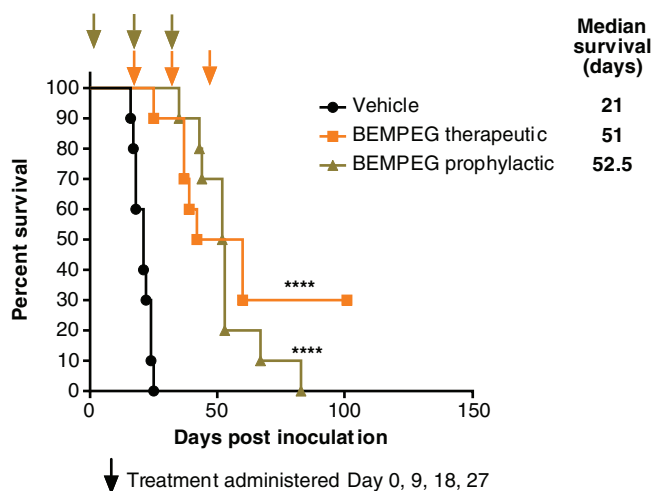 Median
survival
(days)
Vehicle 21
BEMPEG therapeutic 51
BEMPEG prophylactic 52.5
Percent survival
100
90
80
70
60
50
40
30
20
10
0
****
****
0 50 100 150
Days post inoculation
Treatment administered Day 0, 9, 18, 27